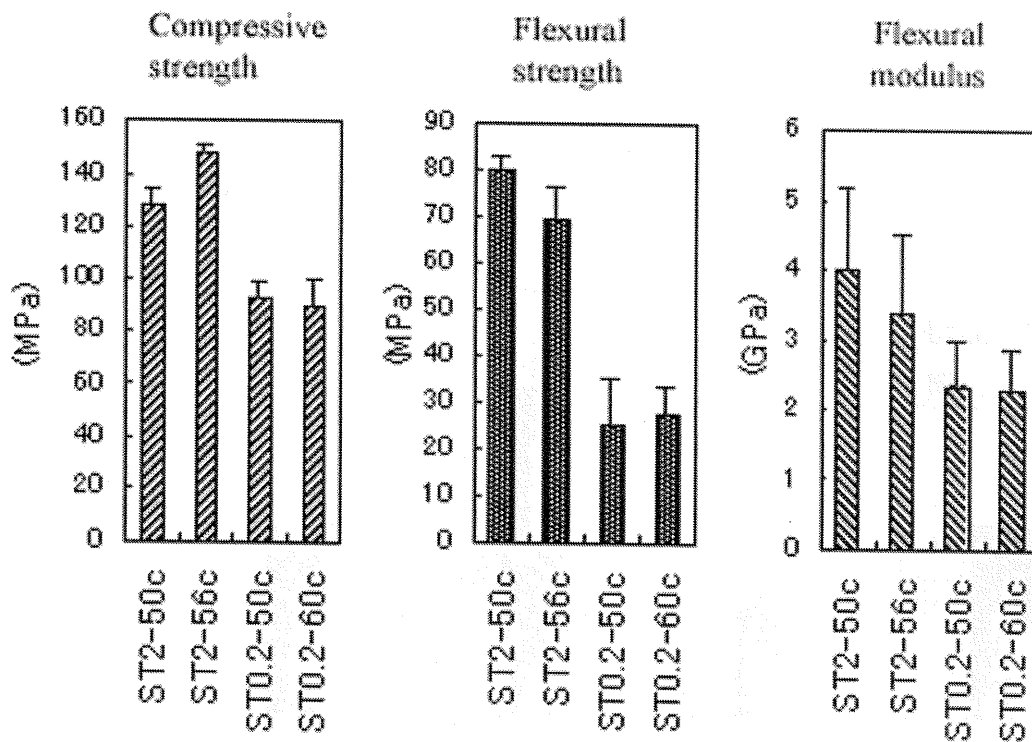 Compressive
strength
160
140
120
100
80
60
40
20
0
(MPa)
ST2-50c
ST2-56c
ST0.2-50c
ST0.2-60c
Flexural
strength
90
80
70
60
50
40
30
20
10
0
(MPa)
ST2-50c
ST2-56c
ST0.2-50c
ST0.2-60c
Flexural
modulus
6
5
4
3
2
1
0
(GPa)
ST2-50c
ST2-56c
ST0.2-50c
ST0.2-60c